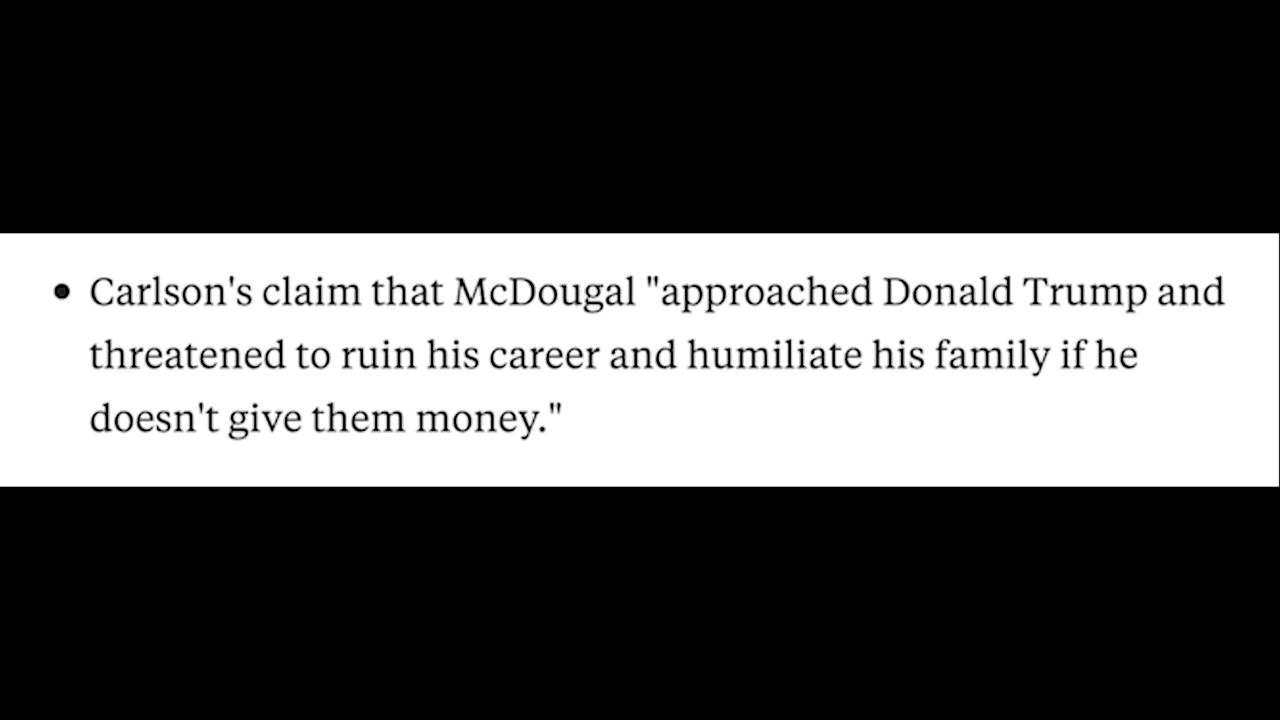 • Carlson's claim that McDougal "approached Donald Trump and
threatened to ruin his career and humiliate his family if he
doesn't give them money."